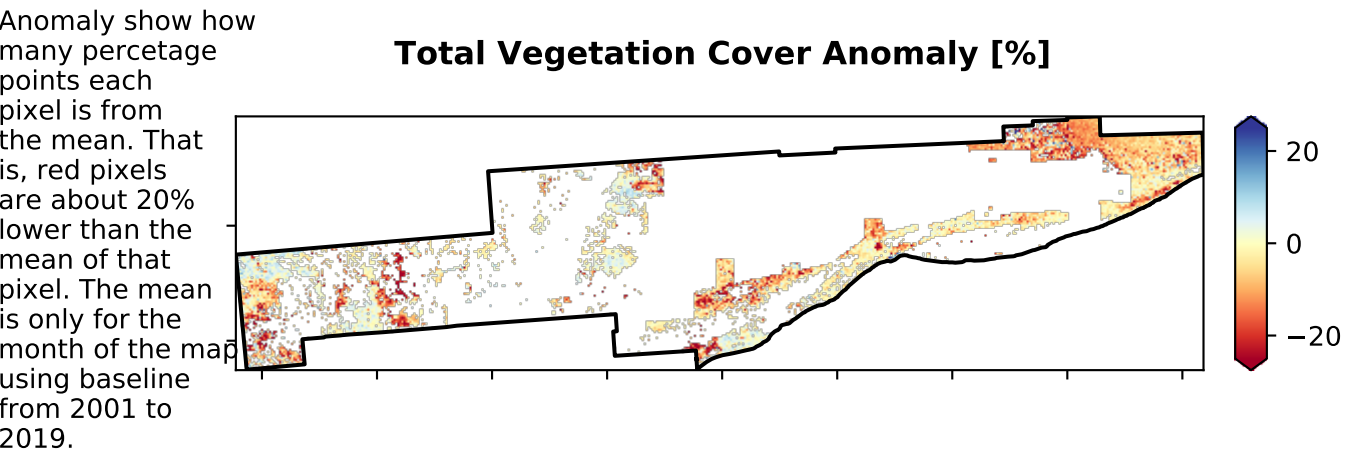 Anomaly show how
many percetage
points each
pixel is from
the mean. That
is, red pixels
are about 20%
lower than the
mean of that
pixel. The mean
is only for the
month of the map
using baseline
from 2001 to
2019.
Total Vegetation Cover Anomaly [%]
20
0
−20